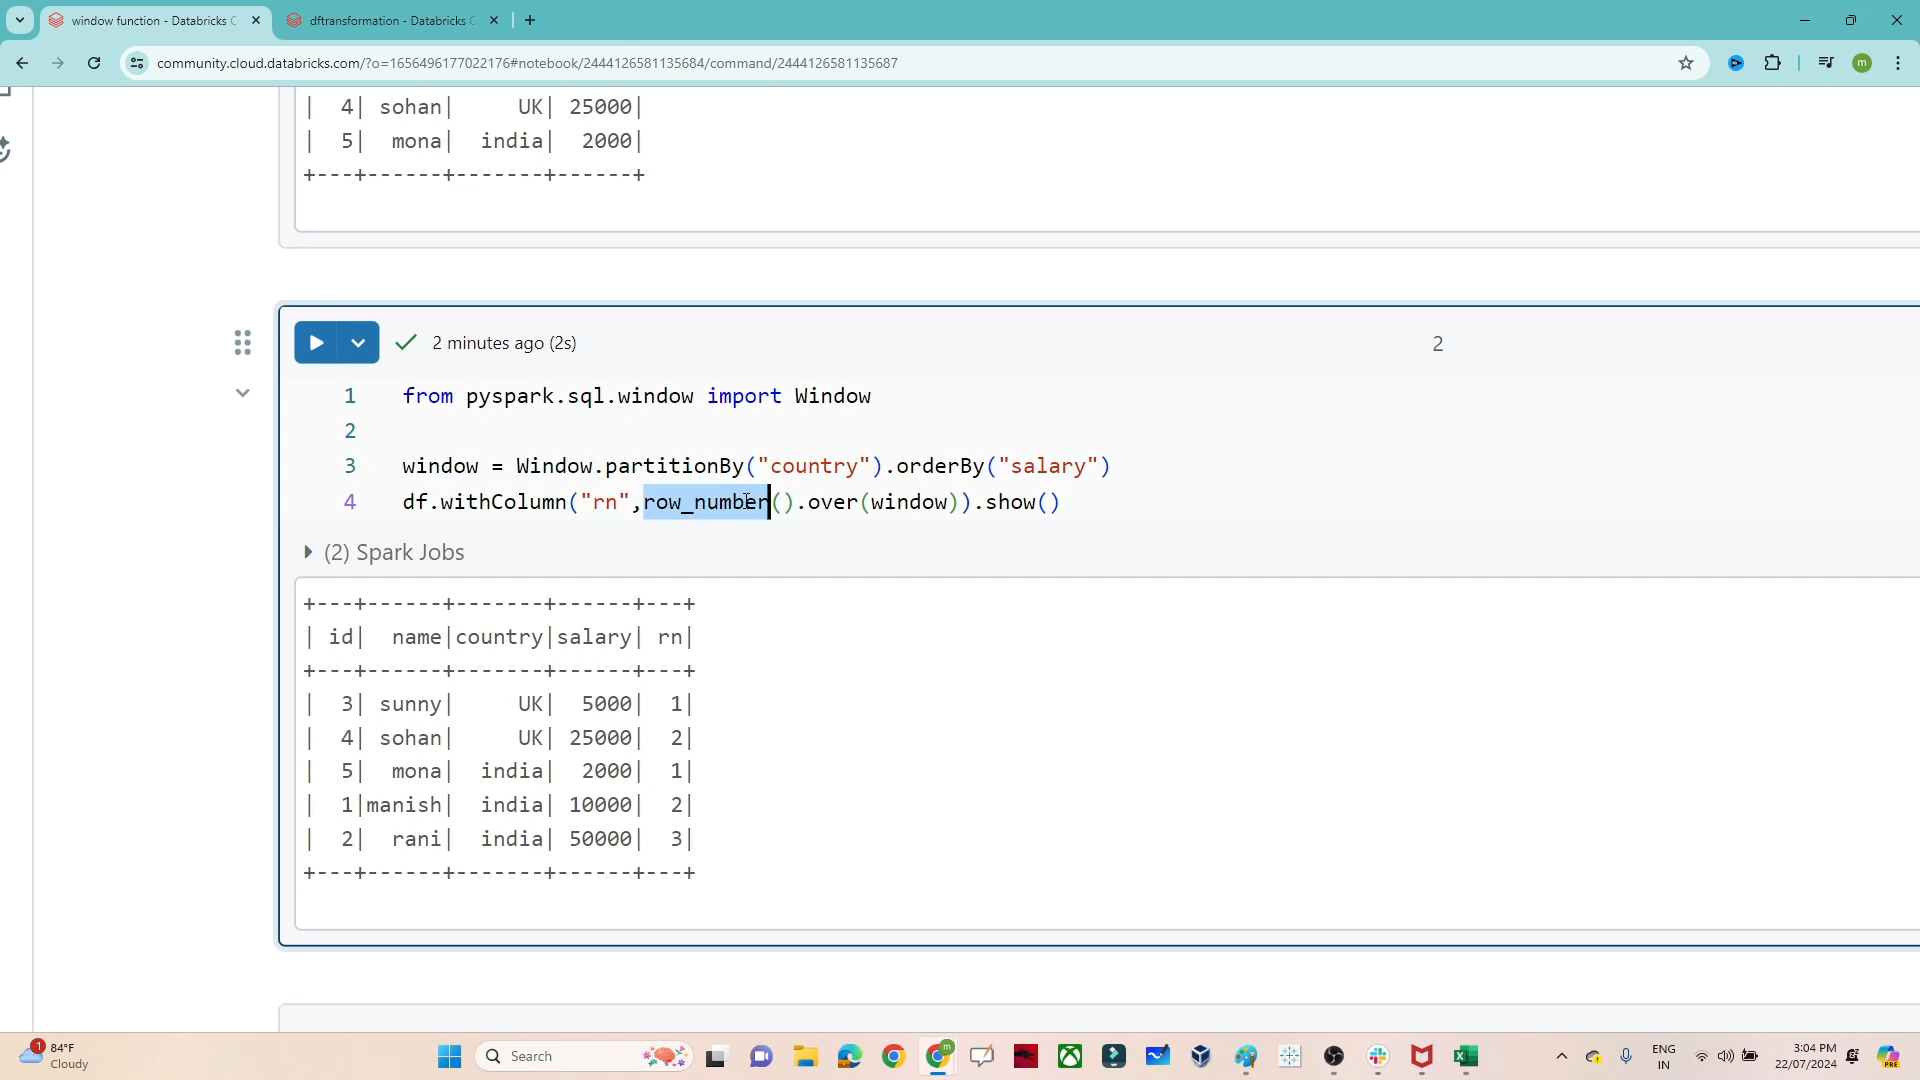 window function - Databricks C
dftransformation - Databricks C
community.cloud.databricks.com/?o=1656496177022176#notebook/2444126581135684/command/2444126581135687
m
|  4| sohan|     UK| 25000|
|  5|  mona|  india|  2000|
+---+------+-------+------+
2 minutes ago (2s)
2
1 from pyspark.sql.window import Window
2
3 window = Window.partitionBy("country").orderBy("salary")
4 df.withColumn("rn",row_number().over(window)).show()
(2) Spark Jobs
+---+------+-------+------+---+
| id|  name|country|salary| rn|
+---+------+-------+------+---+
|  3| sunny|     UK|  5000|  1|
|  4| sohan|     UK| 25000|  2|
|  5|  mona|  india|  2000|  1|
|  1|manish|  india| 10000|  2|
|  2|  rani|  india| 50000|  3|
+---+------+-------+------+---+
1
84°F
Cloudy
Search
m
ENG
IN
3:04 PM
22/07/2024
PRE